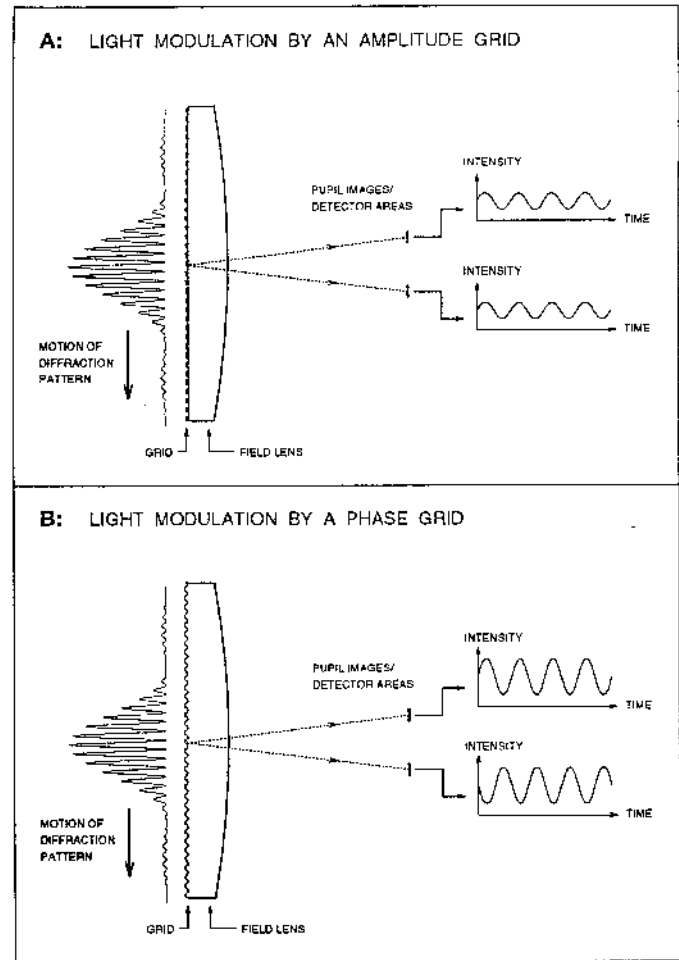 A: LIGHT MODULATION BY AN AMPLITUDE GRID
INTENSITY
PUPIL IMAGES/
DETECTOR AREAS
TIME
INTENSITY
TIME
MOTION OF
DIFFRACTION
PATTERN
GRID
FIELD LENS
B: LIGHT MODULATION BY A PHASE GRID
INTENSITY
PUPIL IMAGES/
DETECTOR AREAS
TIME
INTENSITY
TIME
MOTION OF
DIFFRACTION
PATTERN
GRID
FIELD LENS